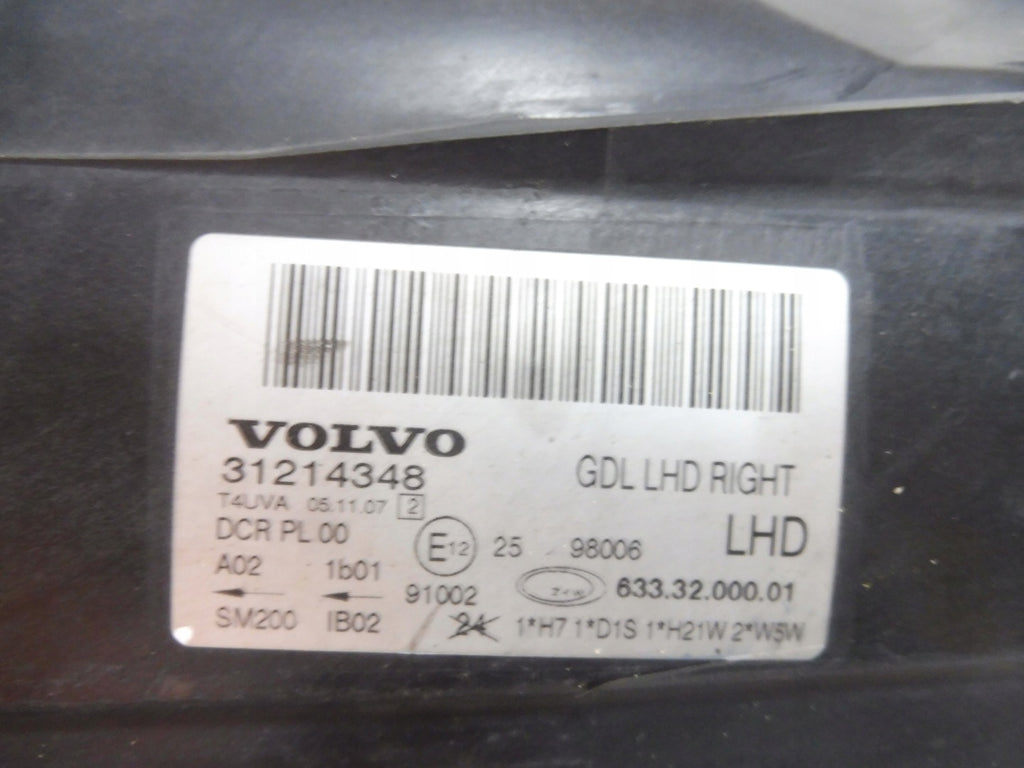 VOLVO
31214348 GDL LHD RIGHT
T4UVA 05.11.07 2
DCR PL 00 E12 25 98006 LHD
A02 1b01 91002 ZKW 633.32.000.01
SM200 IB02 24 1*H7 1*D1S 1*H21W 2*W5W